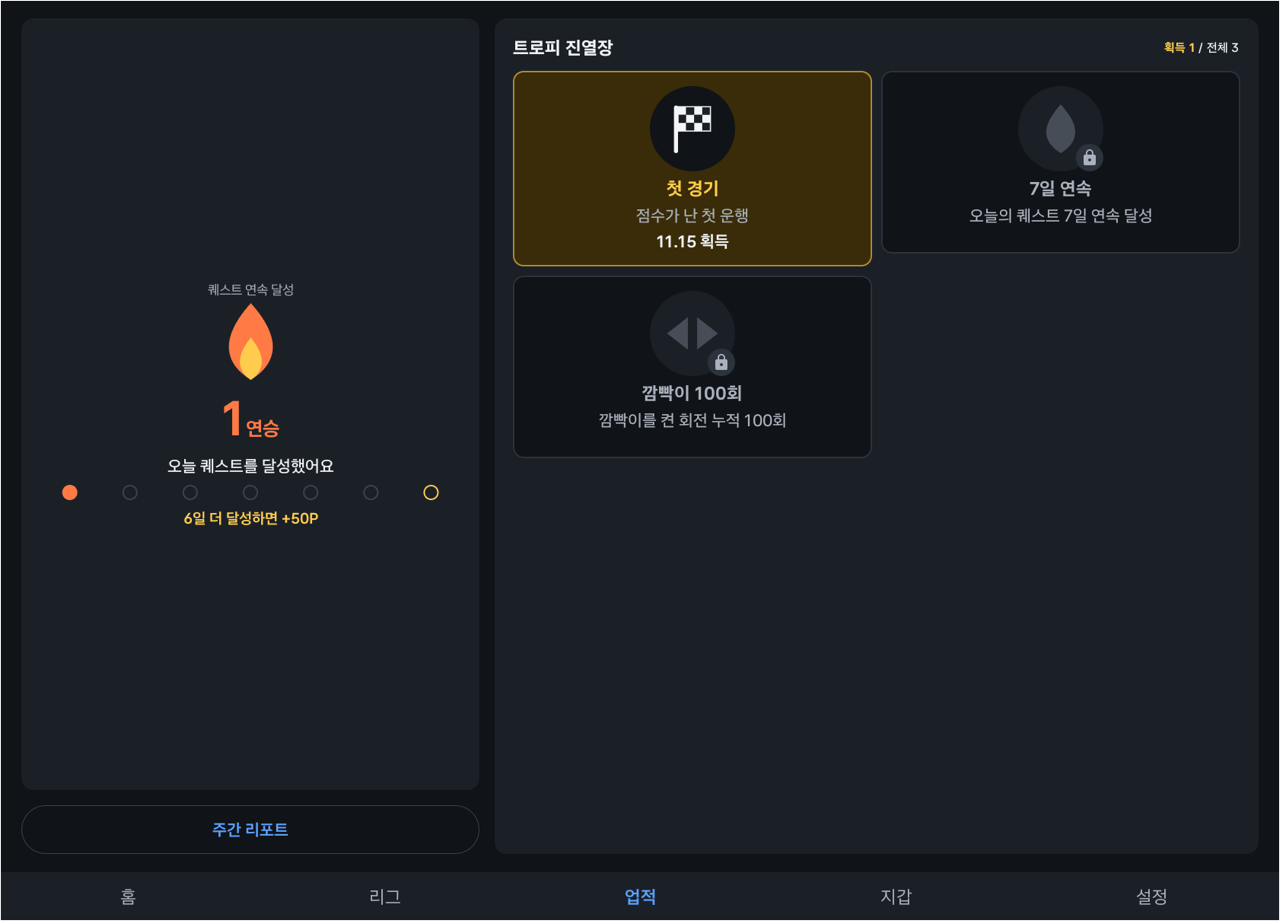 퀘스트 연속 달성
1연승
오늘 퀘스트를 달성했어요
6일 더 달성하면 +50P
주간 리포트
트로피 진열장
획득 1 / 전체 3
첫 경기
점수가 난 첫 운행
11.15 획득
7일 연속
오늘의 퀘스트 7일 연속 달성
깜빡이 100회
깜빡이를 켠 회전 누적 100회
홈 리그 업적 지갑 설정